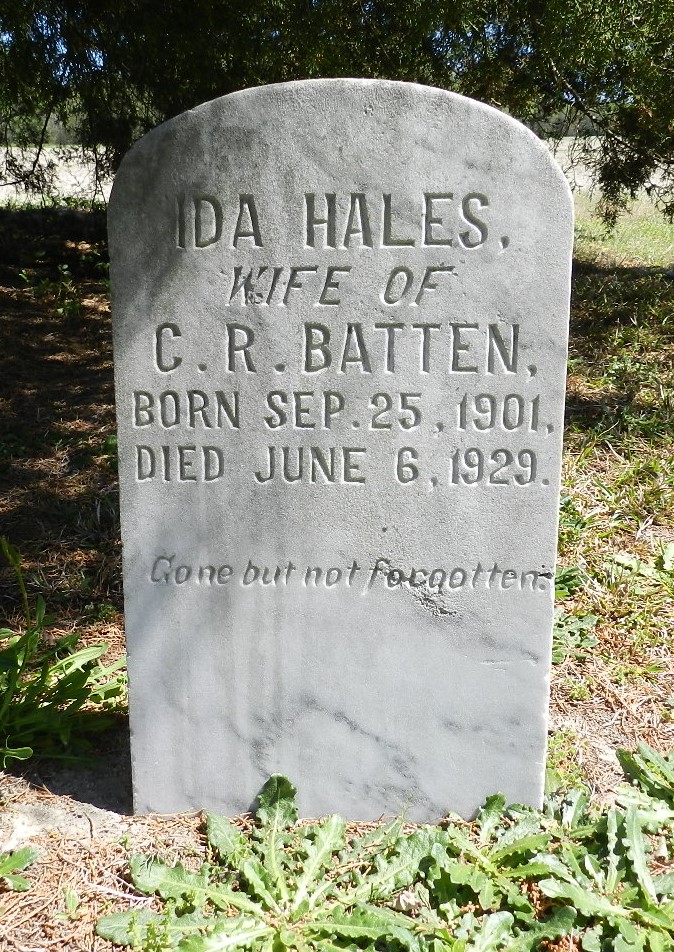 IDA HALES,
WIFE OF
C. R. BATTEN,
BORN SEP. 25, 1901,
DIED JUNE 6, 1929.
Gone but not forgotten.